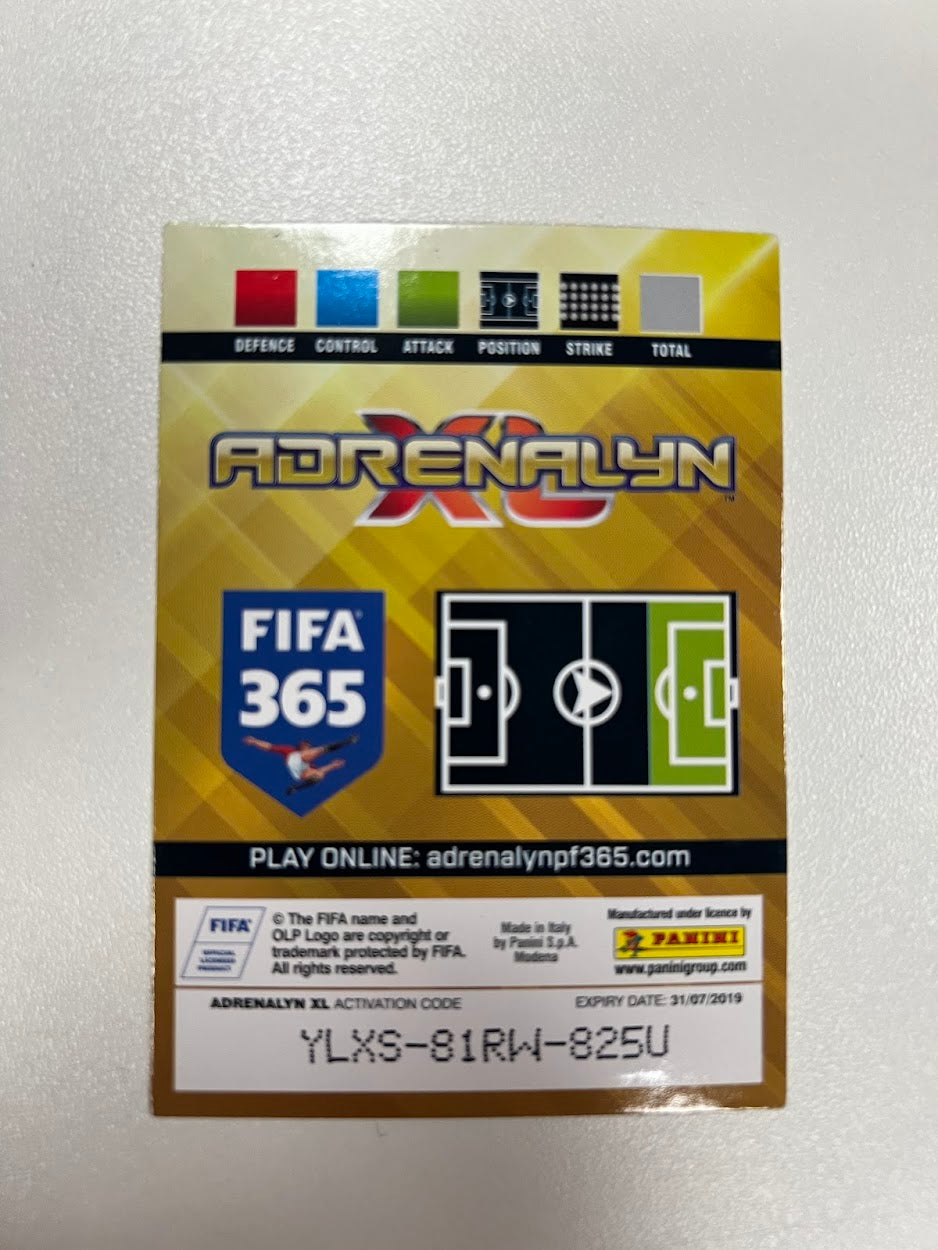 DEFENCE CONTROL ATTACK POSITION STRIKE TOTAL
ADRENALYN™
XL
FIFA®
365
PLAY ONLINE: adrenalynpf365.com
FIFA®
OFFICIAL
LICENSED
PRODUCT
© The FIFA name and
OLP Logo are copyright or
trademark protected by FIFA.
All rights reserved.
Made in Italy
by Panini S.p.A.
Modena
Manufactured under licence by
PANINI
www.paninigroup.com
ADRENALYN XL ACTIVATION CODE
EXPIRY DATE: 31/07/2019
YLXS-81RW-825U